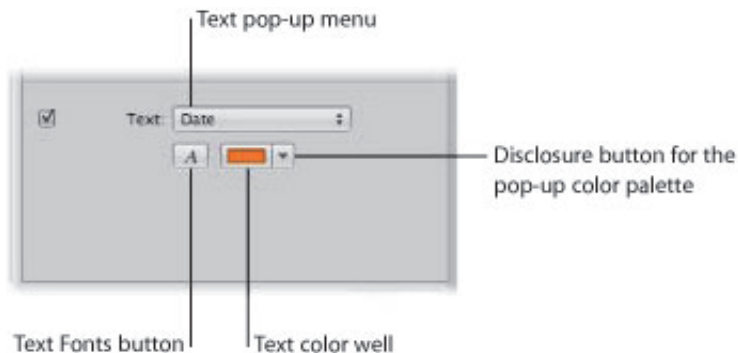 Text pop-up menu
Text: Date
A
Disclosure button for the
pop-up color palette
Text Fonts button
Text color well